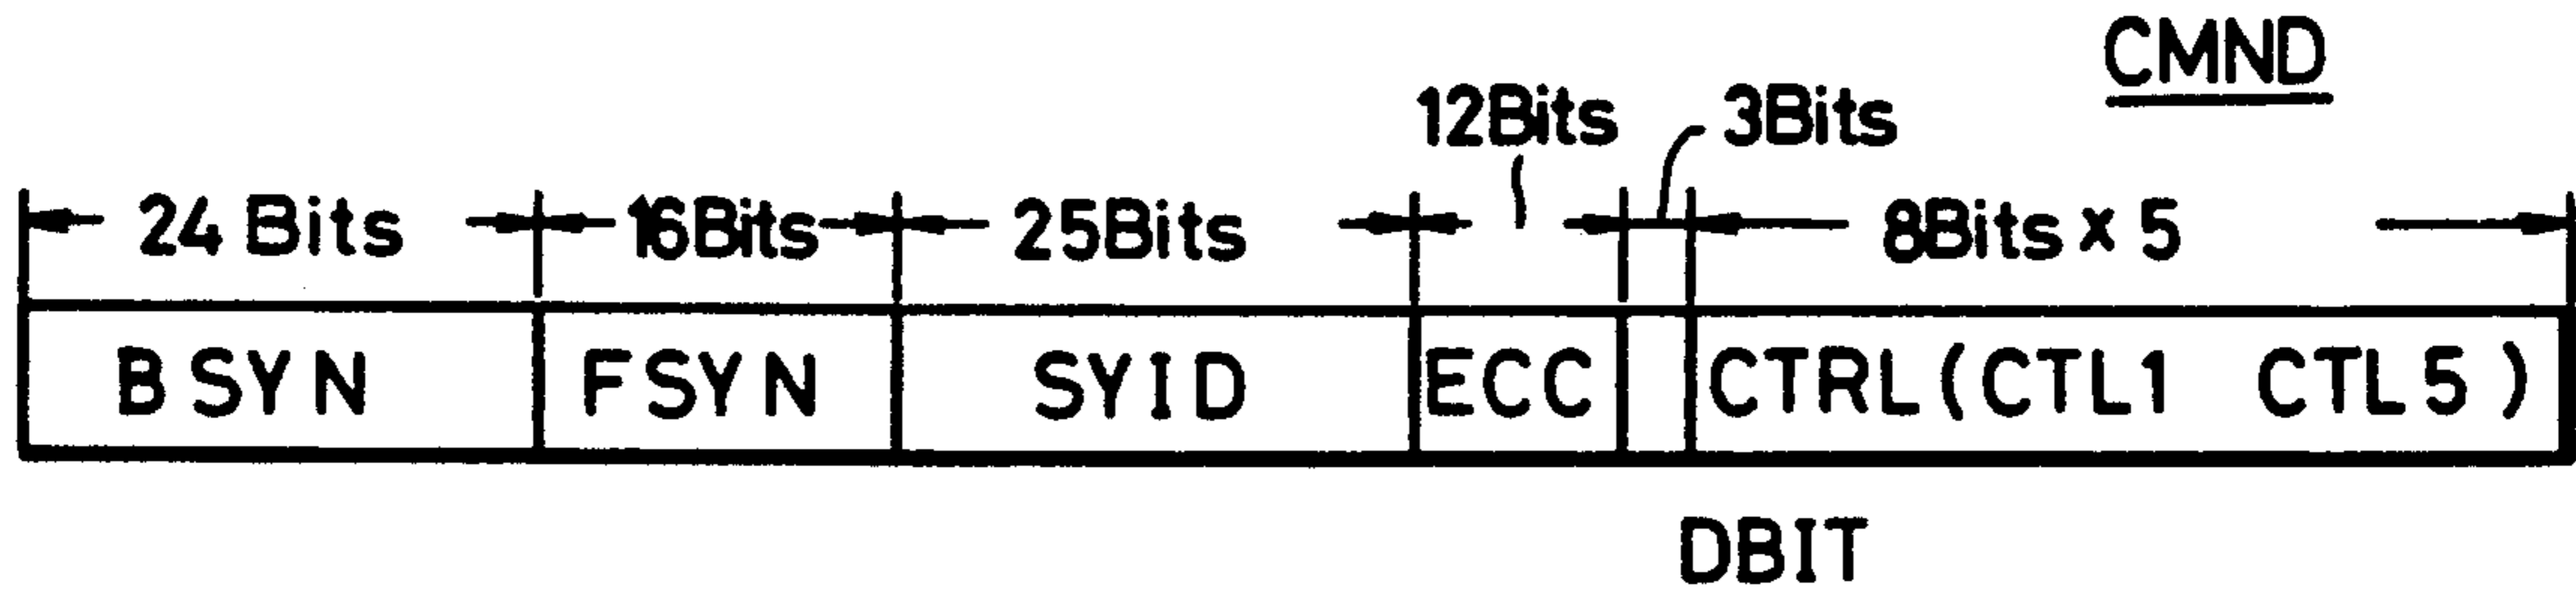 CMND
12Bits 3Bits
24 Bits 16Bits 25Bits 8Bits x 5
BSYN FSYN SYID ECC CTRL(CTL1 CTL5)
DBIT